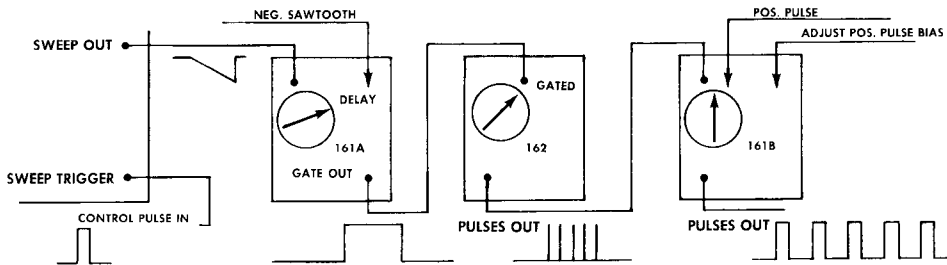 NEG. SAWTOOTH
POS. PULSE
SWEEP OUT
ADJUST POS. PULSE BIAS
DELAY
GATED
161A
162
161B
SWEEP TRIGGER
GATE OUT
CONTROL PULSE IN
PULSES OUT
PULSES OUT